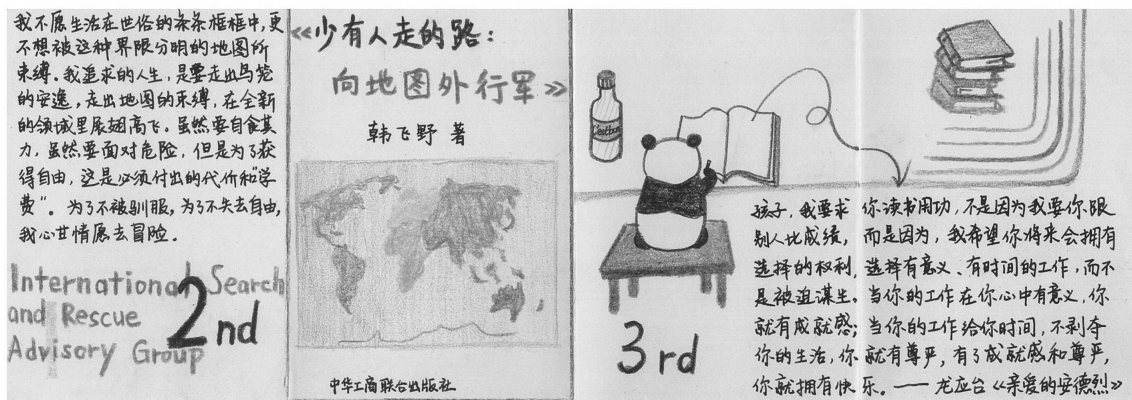 我不愿生活在世俗的条条框框中,更
不想被这种界限分明的地图所
束缚.我追求的人生,是要走出鸟笼
的安逸,走出地图的束缚,在全新
的领域里展翅高飞.虽然要自食其
力,虽然要面对危险,但是为了获
得自由,这是必须付出的代价和“学
费”.为了不被驯服,为了不失去自由,
我心甘情愿去冒险.
International Search
and Rescue
Advisory Group
2nd
《少有人走的路:
向地图外行军》
韩飞野 著
中华工商联合出版社
3rd
孩子,我要求你读书用功,不是因为我要你跟
别人比成绩,而是因为,我希望你将来会拥有
选择的权利,选择有意义、有时间的工作,而不
是被迫谋生.当你的工作在你心中有意义,你
就有成就感;当你的工作给你时间,不剥夺
你的生活,你就有尊严,有了成就感和尊严,
你就拥有快乐.——龙应台《亲爱的安德烈》